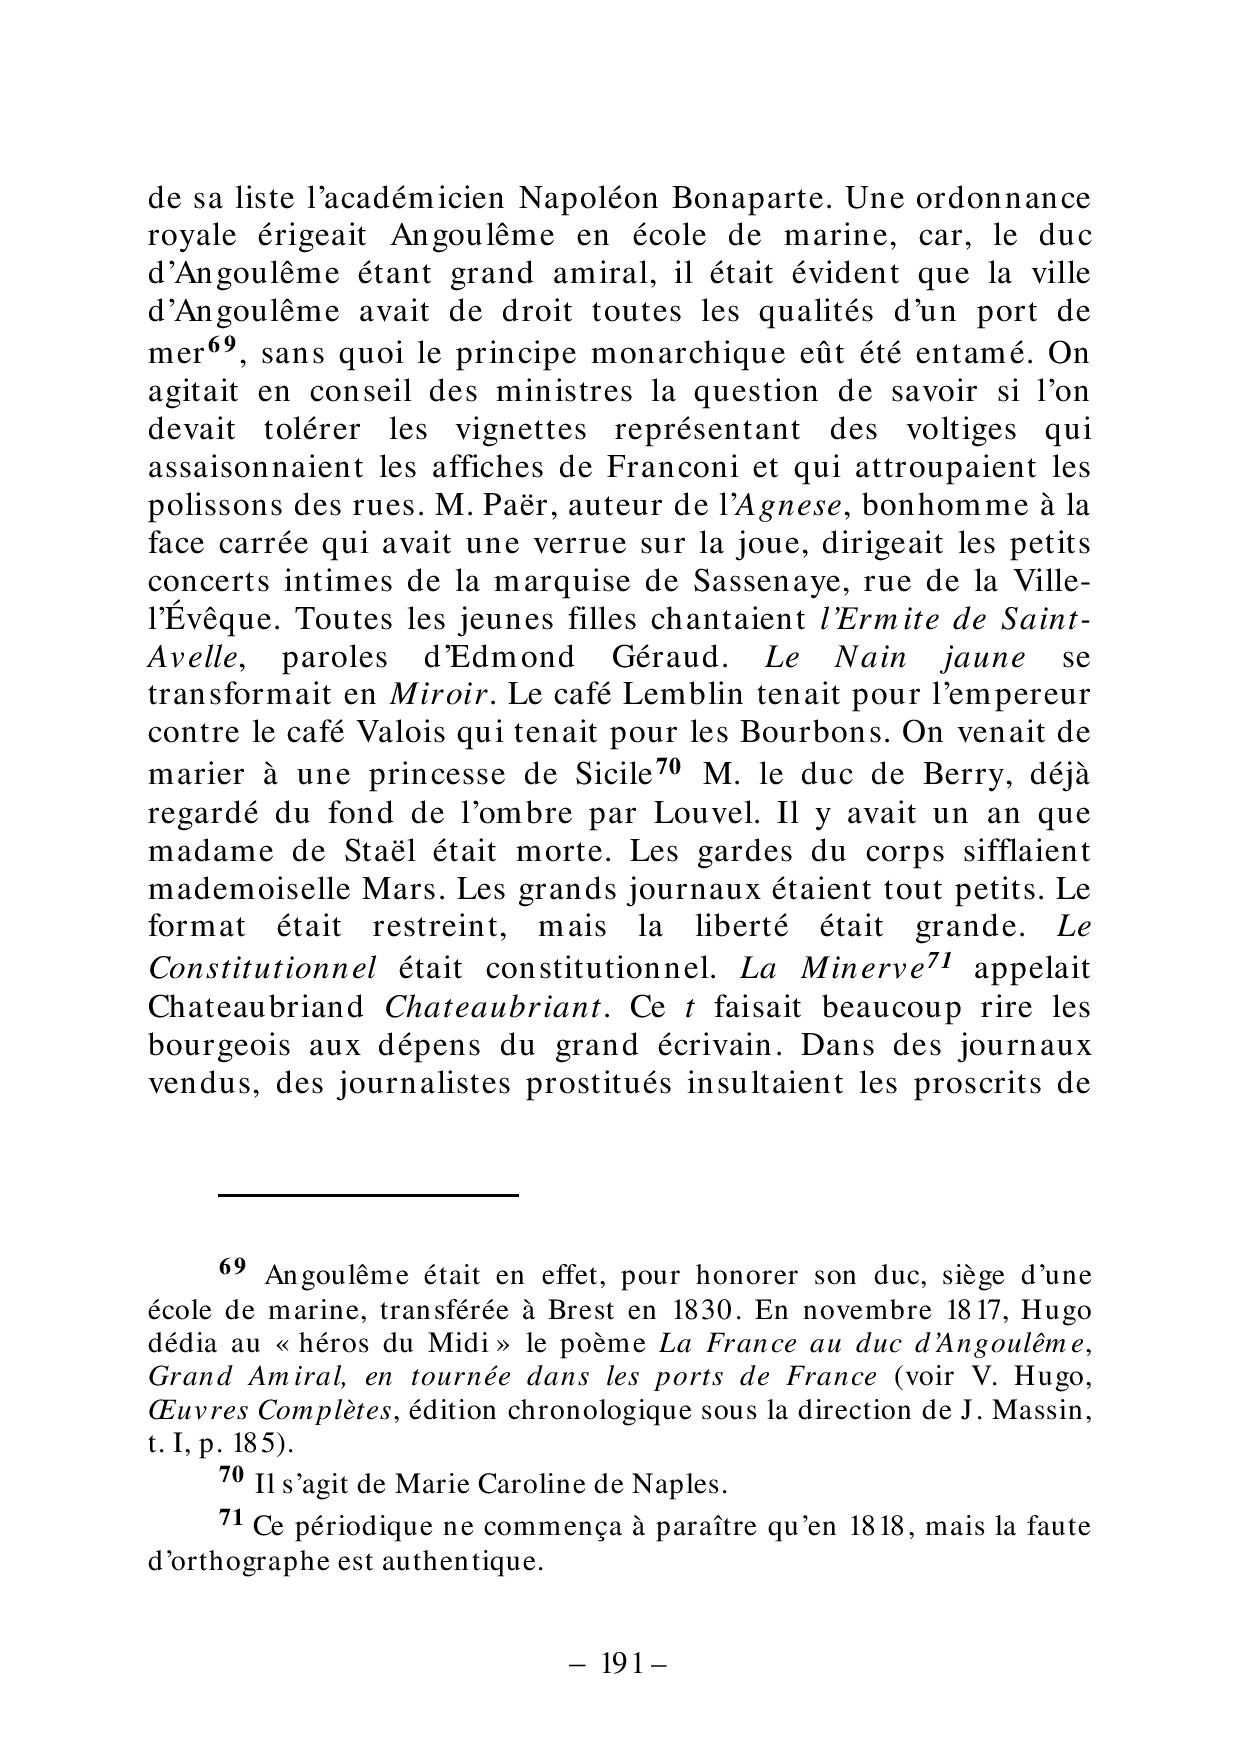 de sa liste l’académicien Napoléon Bonaparte. Une ordonnance
royale érigeait Angoulême en école de marine, car, le duc
d’Angoulême étant grand amiral, il était évident que la ville
d’Angoulême avait de droit toutes les qualités d’un port de
mer69, sans quoi le principe monarchique eût été entamé. On
agitait en conseil des ministres la question de savoir si l’on
devait tolérer les vignettes représentant des voltiges qui
assaisonnaient les affiches de Franconi et qui attroupaient les
polissons des rues. M. Paër, auteur de l’Agnese, bonhomme à la
face carrée qui avait une verrue sur la joue, dirigeait les petits
concerts intimes de la marquise de Sassenaye, rue de la Ville-
l’Évêque. Toutes les jeunes filles chantaient l’Ermite de Saint-
Avelle, paroles d’Edmond Géraud. Le Nain jaune se
transformait en Miroir. Le café Lemblin tenait pour l’empereur
contre le café Valois qui tenait pour les Bourbons. On venait de
marier à une princesse de Sicile70 M. le duc de Berry, déjà
regardé du fond de l’ombre par Louvel. Il y avait un an que
madame de Staël était morte. Les gardes du corps sifflaient
mademoiselle Mars. Les grands journaux étaient tout petits. Le
format était restreint, mais la liberté était grande. Le
Constitutionnel était constitutionnel. La Minerve71 appelait
Chateaubriand Chateaubriant. Ce t faisait beaucoup rire les
bourgeois aux dépens du grand écrivain. Dans des journaux
vendus, des journalistes prostitués insultaient les proscrits de
69 Angoulême était en effet, pour honorer son duc, siège d’une
école de marine, transférée à Brest en 1830. En novembre 1817, Hugo
dédia au « héros du Midi » le poème La France au duc d’Angoulême,
Grand Amiral, en tournée dans les ports de France (voir V. Hugo,
Œuvres Complètes, édition chronologique sous la direction de J. Massin,
t. I, p. 185).
70 Il s’agit de Marie Caroline de Naples.
71 Ce périodique ne commença à paraître qu’en 1818, mais la faute
d’orthographe est authentique.
– 191 –